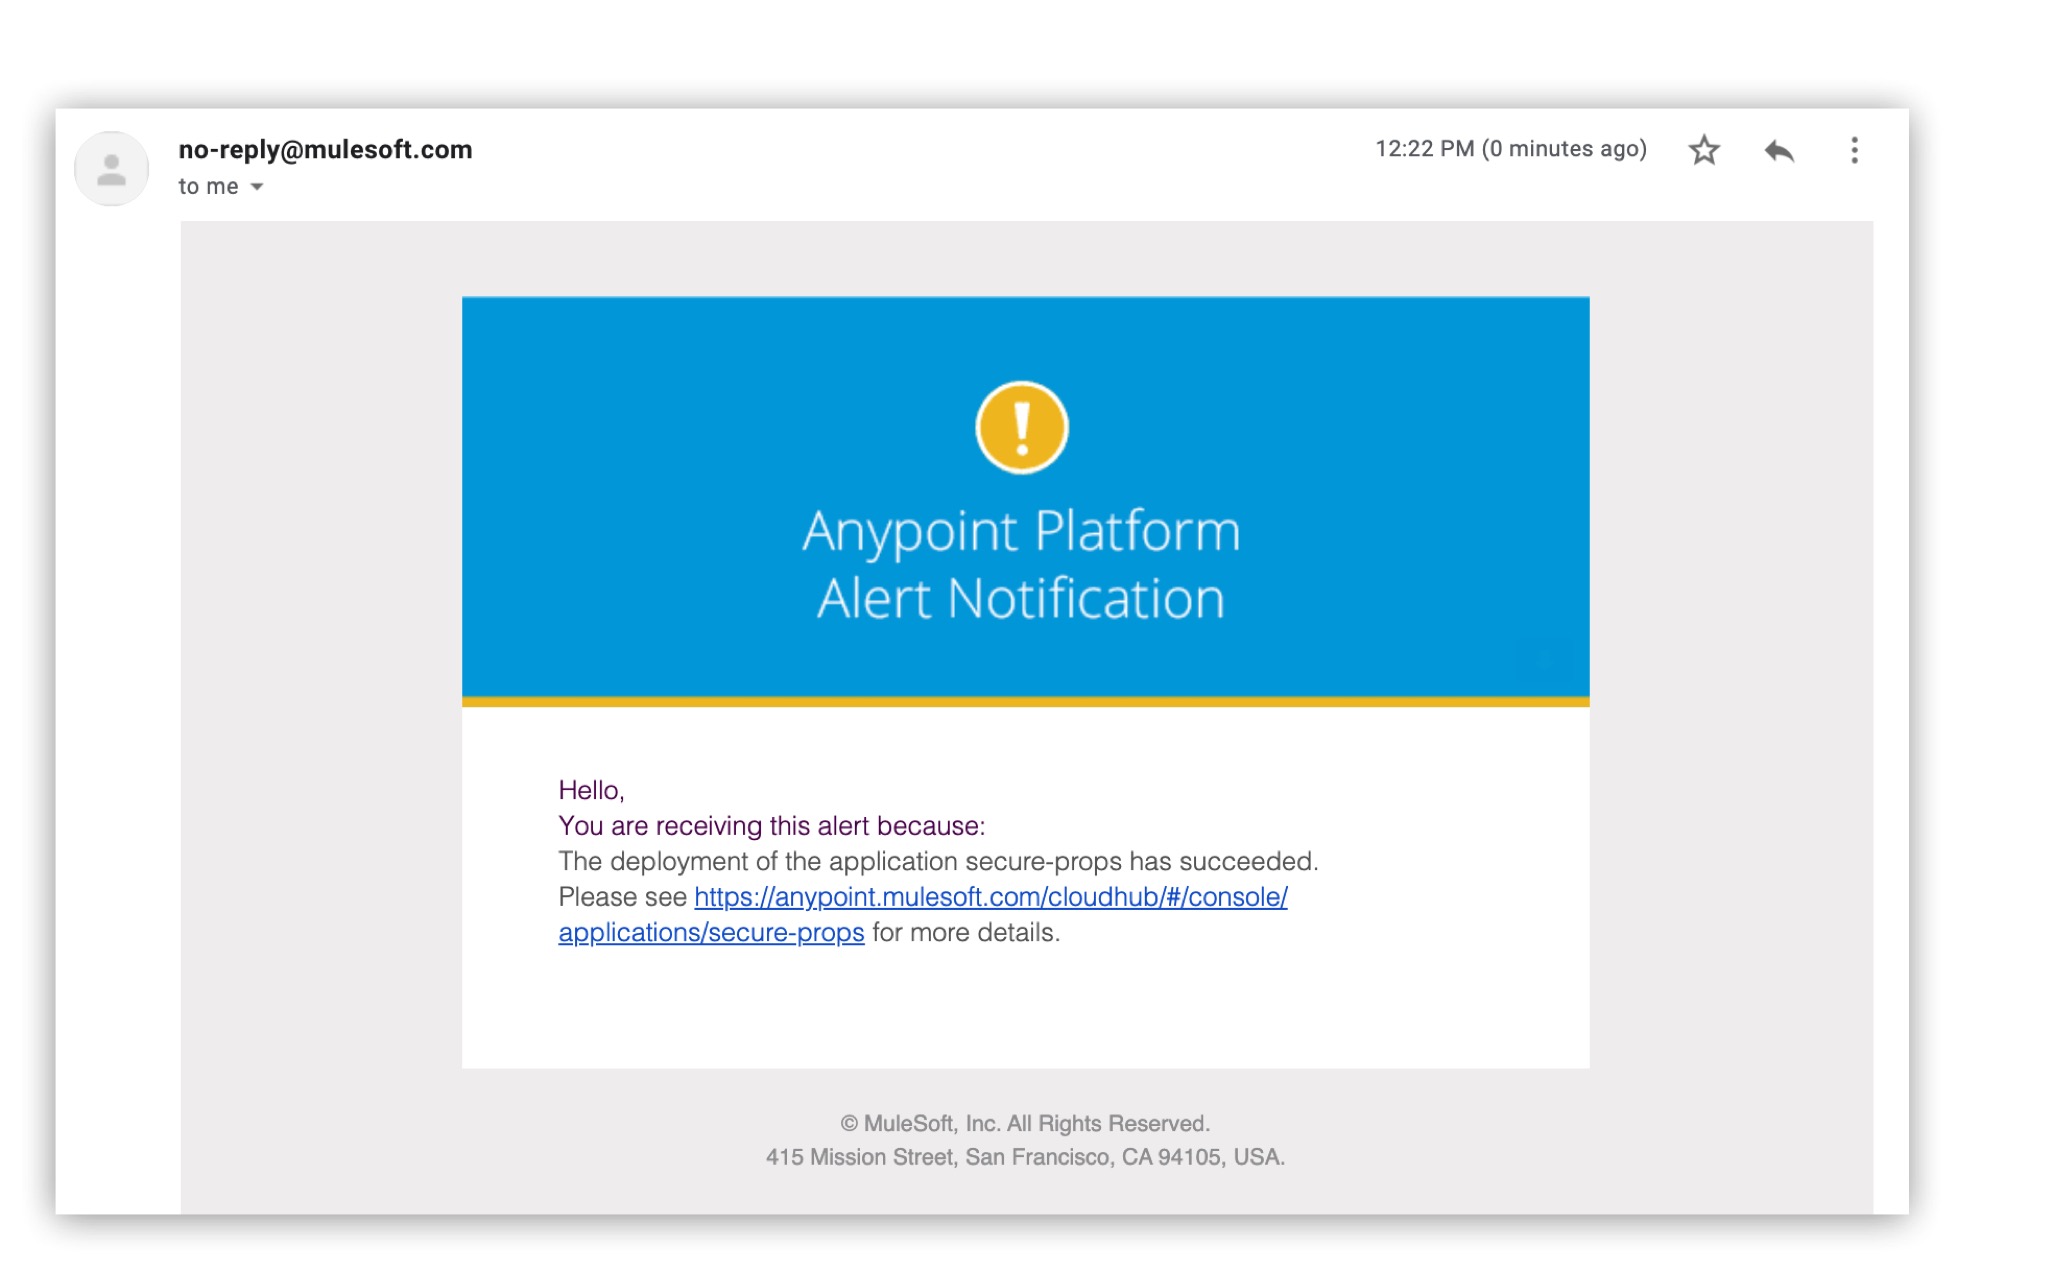 no-reply@mulesoft.com
12:22 PM (0 minutes ago)
to me
Anypoint Platform
Alert Notification
Hello,
You are receiving this alert because:
The deployment of the application secure-props has succeeded.
Please see https://anypoint.mulesoft.com/cloudhub/#/console/
applications/secure-props for more details.
© MuleSoft, Inc. All Rights Reserved.
415 Mission Street, San Francisco, CA 94105, USA.